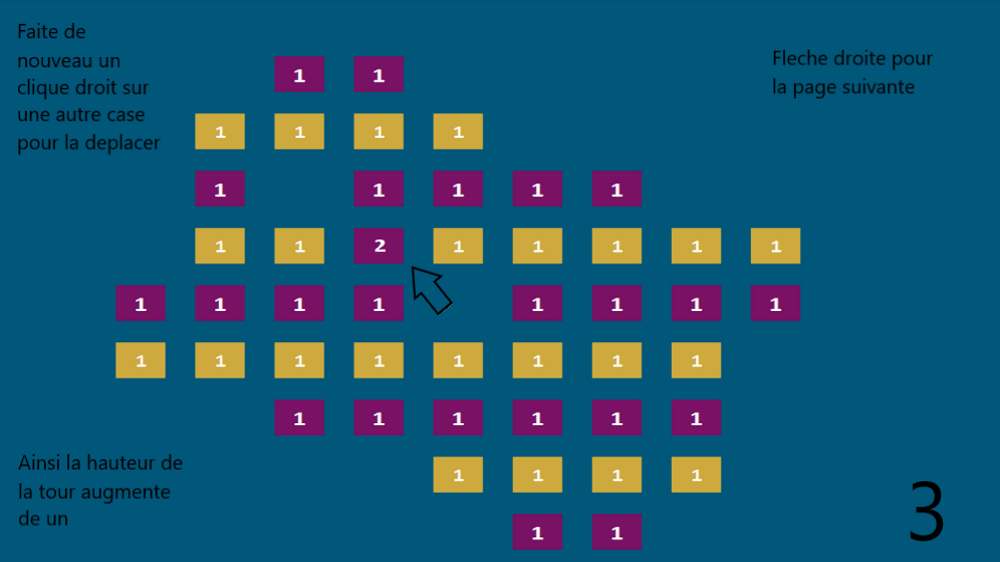 Faite de
nouveau un
clique droit sur
une autre case
pour la deplacer
Fleche droite pour
la page suivante
1 1
1 1 1 1
1 1 1 1 1
1 1 2 1 1 1 1 1
1 1 1 1 1 1 1 1
1 1 1 1 1 1 1 1
1 1 1 1 1 1
1 1 1 1
1 1
Ainsi la hauteur de
la tour augmente
de un
3